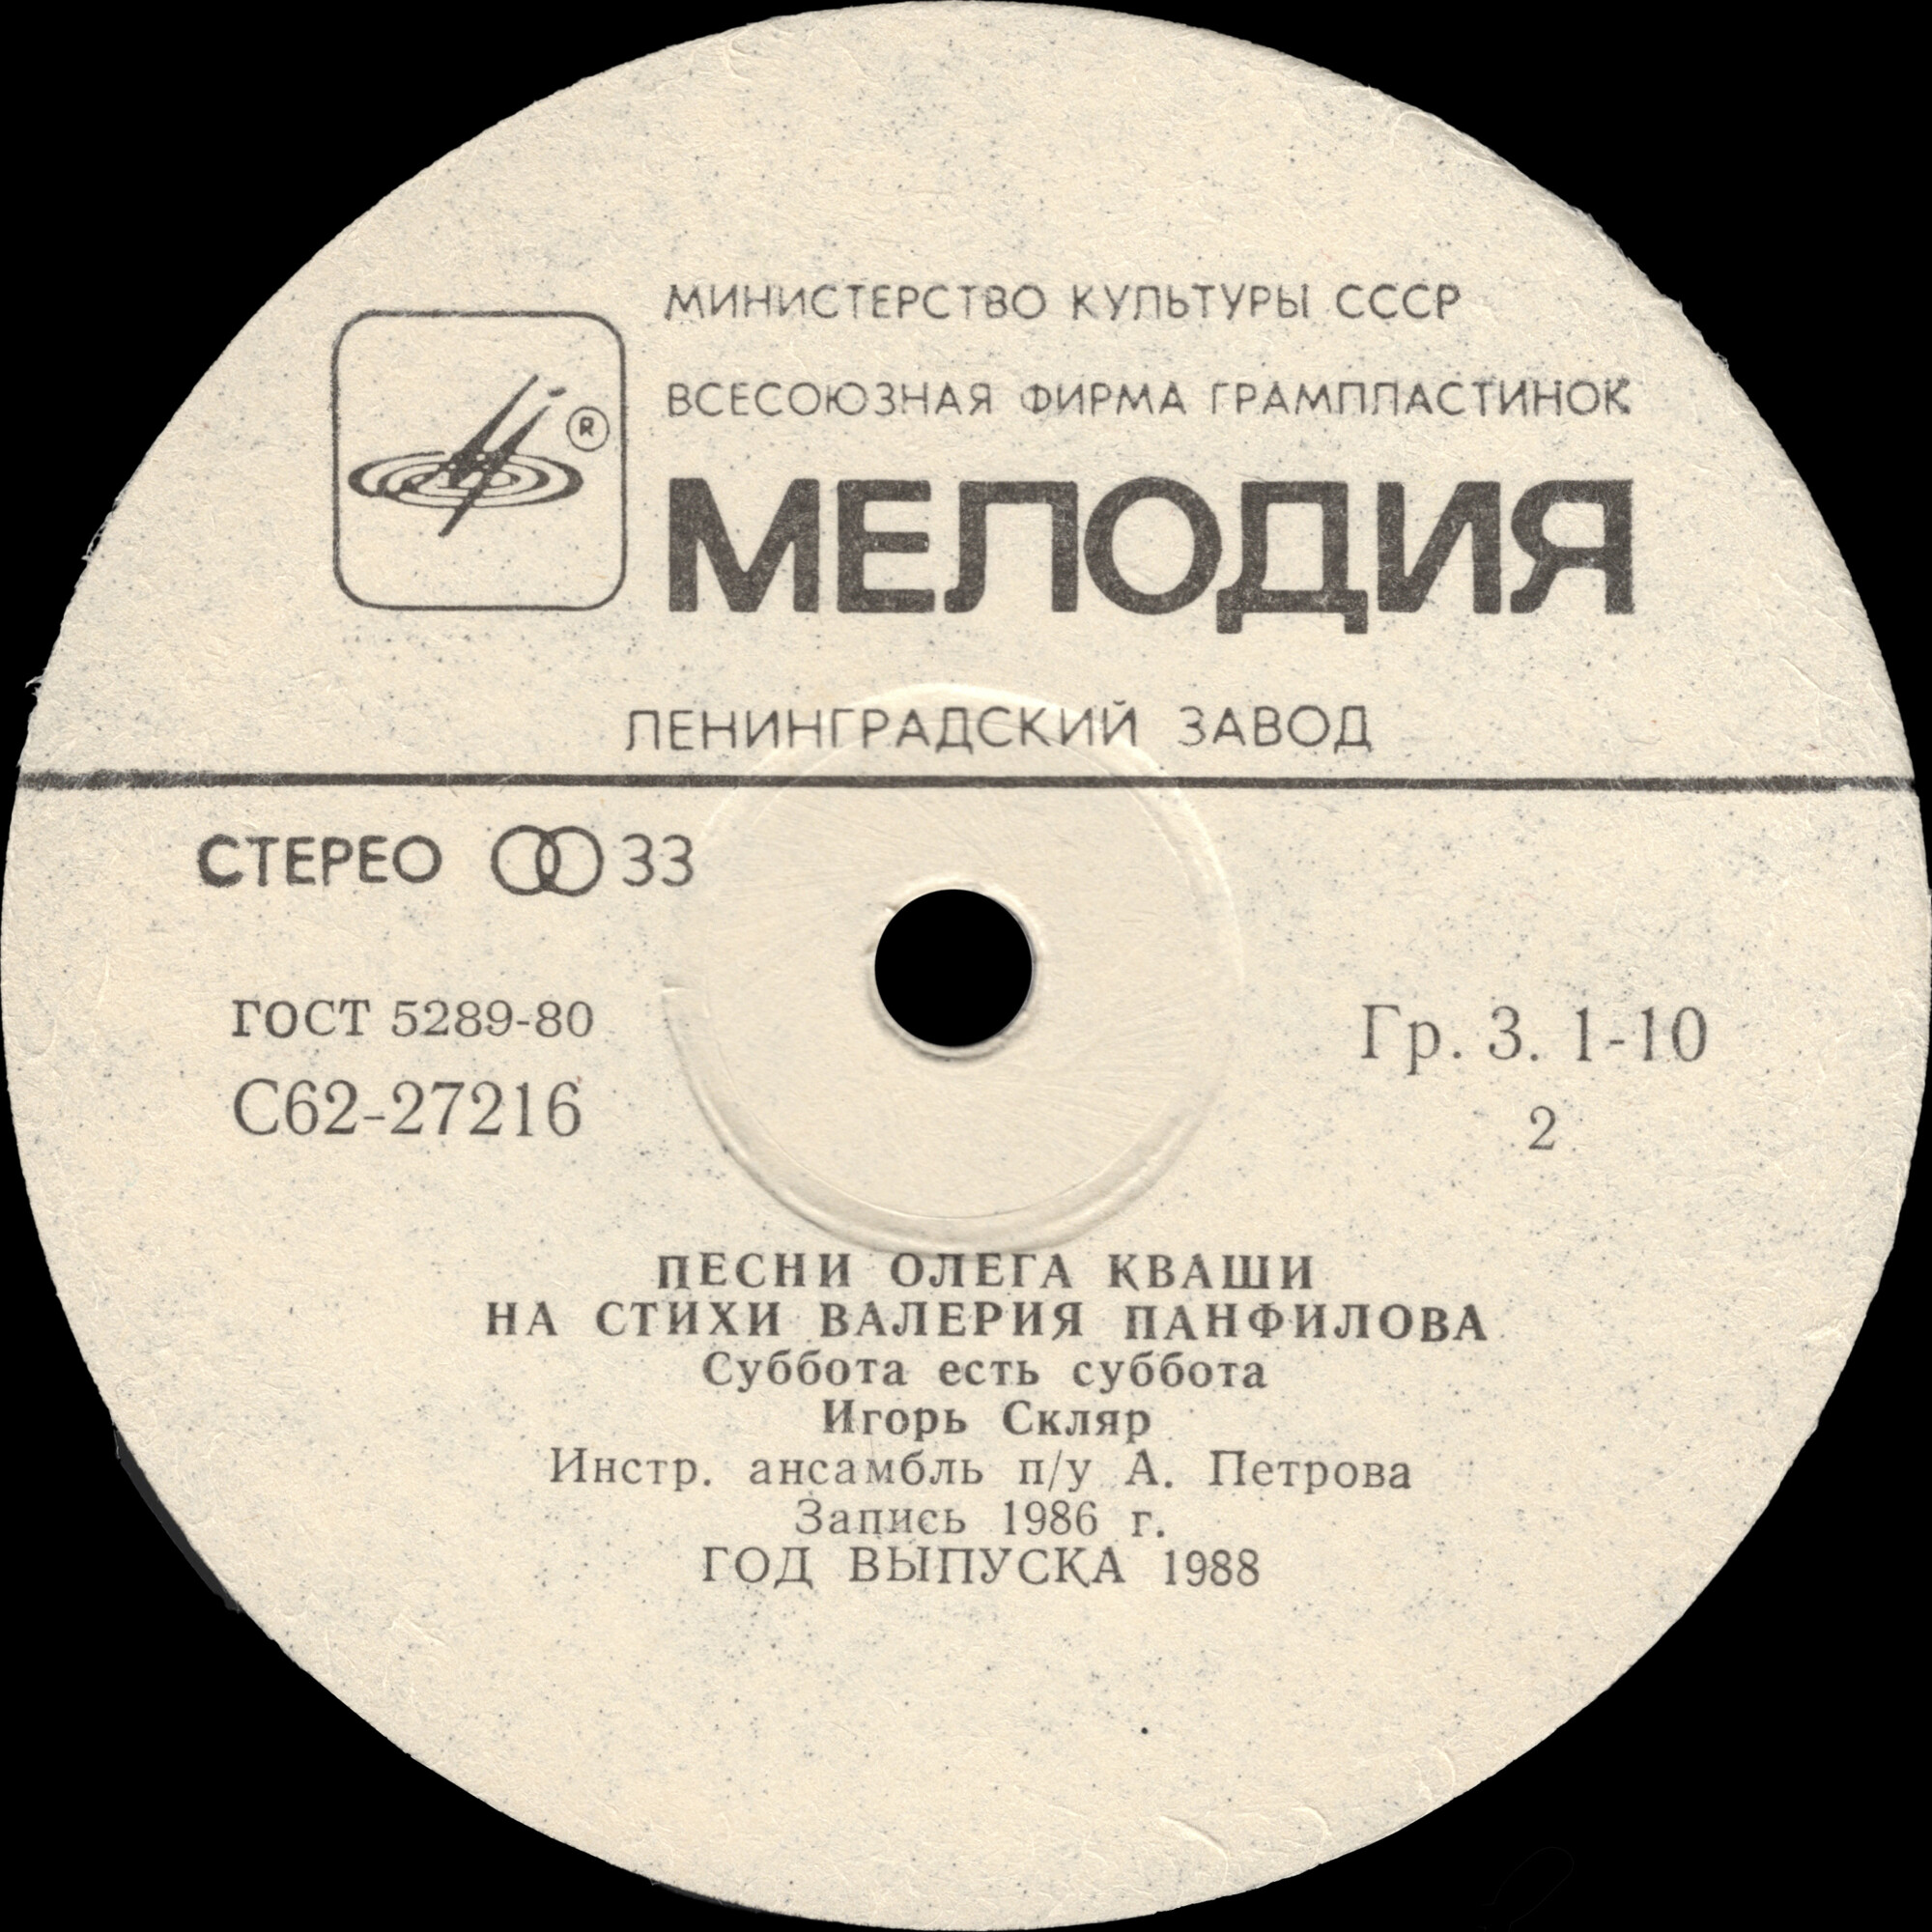 МИНИСТЕРСТВО КУЛЬТУРЫ СССР
ВСЕСОЮЗНАЯ ФИРМА ГРАМПЛАСТИНОК
®
МЕЛОДИЯ
ЛЕНИНГРАДСКИЙ ЗАВОД
СТЕРЕО 33
ГОСТ 5289-80
С62-27216
Гр. 3. 1-10
2
ПЕСНИ ОЛЕГА КВАШИ
НА СТИХИ ВАЛЕРИЯ ПАНФИЛОВА
Суббота есть суббота
Игорь Скляр
Инстр. ансамбль п/у А. Петрова
Запись 1986 г.
ГОД ВЫПУСКА 1988